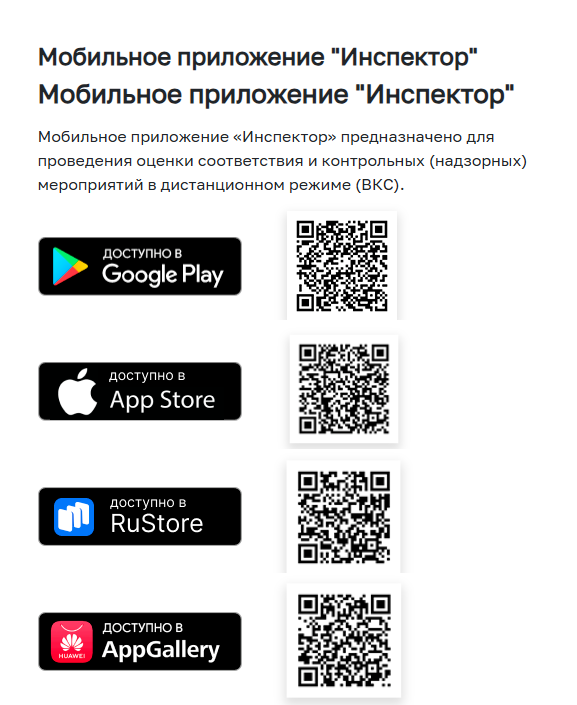 Мобильное приложение "Инспектор"
Мобильное приложение "Инспектор"
Мобильное приложение «Инспектор» предназначено для
проведения оценки соответствия и контрольных (надзорных)
мероприятий в дистанционном режиме (ВКС).
ДОСТУПНО В
Google Play
доступно в
App Store
доступно в
RuStore
HUAWEI
ДОСТУПНО В
AppGallery